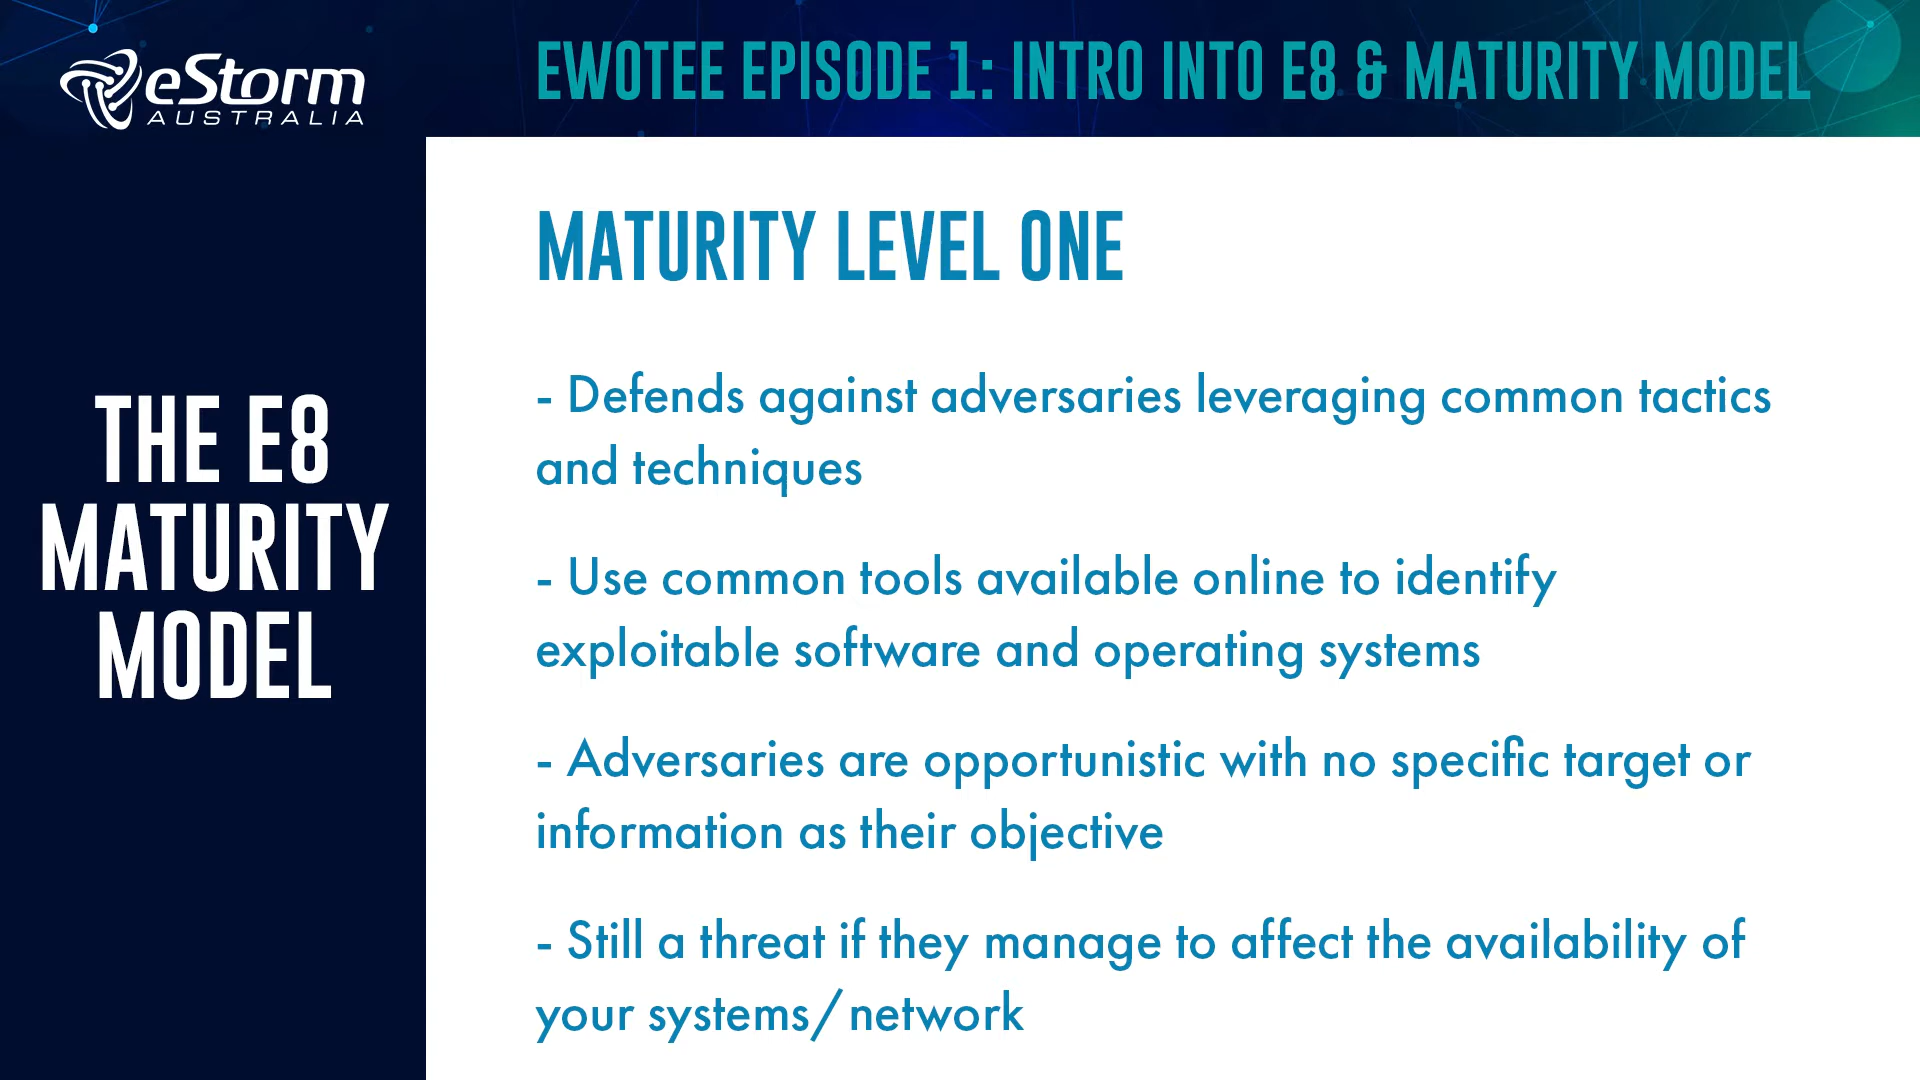 eStorm
AUSTRALIA
EWOTEE EPISODE 1: INTRO INTO E8 & MATURITY MODEL
THE E8
MATURITY
MODEL
MATURITY LEVEL ONE
- Defends against adversaries leveraging common tactics
and techniques
- Use common tools available online to identify
exploitable software and operating systems
- Adversaries are opportunistic with no specific target or
information as their objective
- Still a threat if they manage to affect the availability of
your systems/network